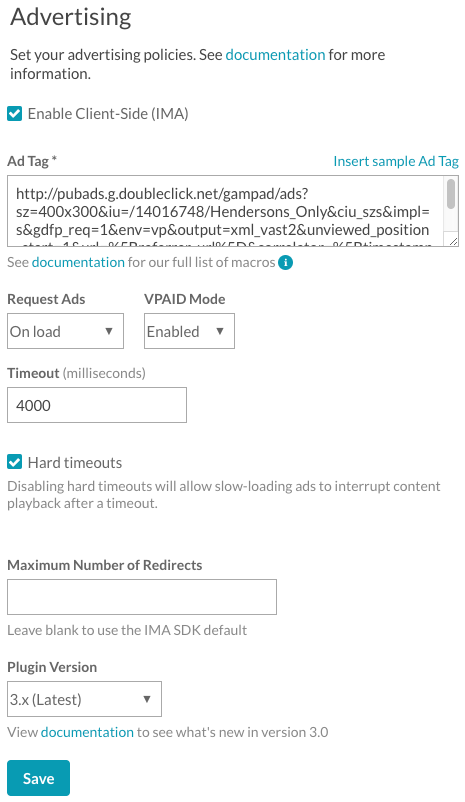 Advertising
Set your advertising policies. See documentation for more
information.
Enable Client-Side (IMA)
Ad Tag * Insert sample Ad Tag
http://pubads.g.doubleclick.net/gampad/ads?
sz=400x300&iu=/14016748/Hendersons_Only&ciu_szs&impl=
s&gdfp_req=1&env=vp&output=xml_vast2&unviewed_position
See documentation for our full list of macros
Request Ads VPAID Mode
On load Enabled
Timeout (milliseconds)
4000
Hard timeouts
Disabling hard timeouts will allow slow-loading ads to interrupt content
playback after a timeout.
Maximum Number of Redirects
Leave blank to use the IMA SDK default
Plugin Version
3.x (Latest)
View documentation to see what's new in version 3.0
Save